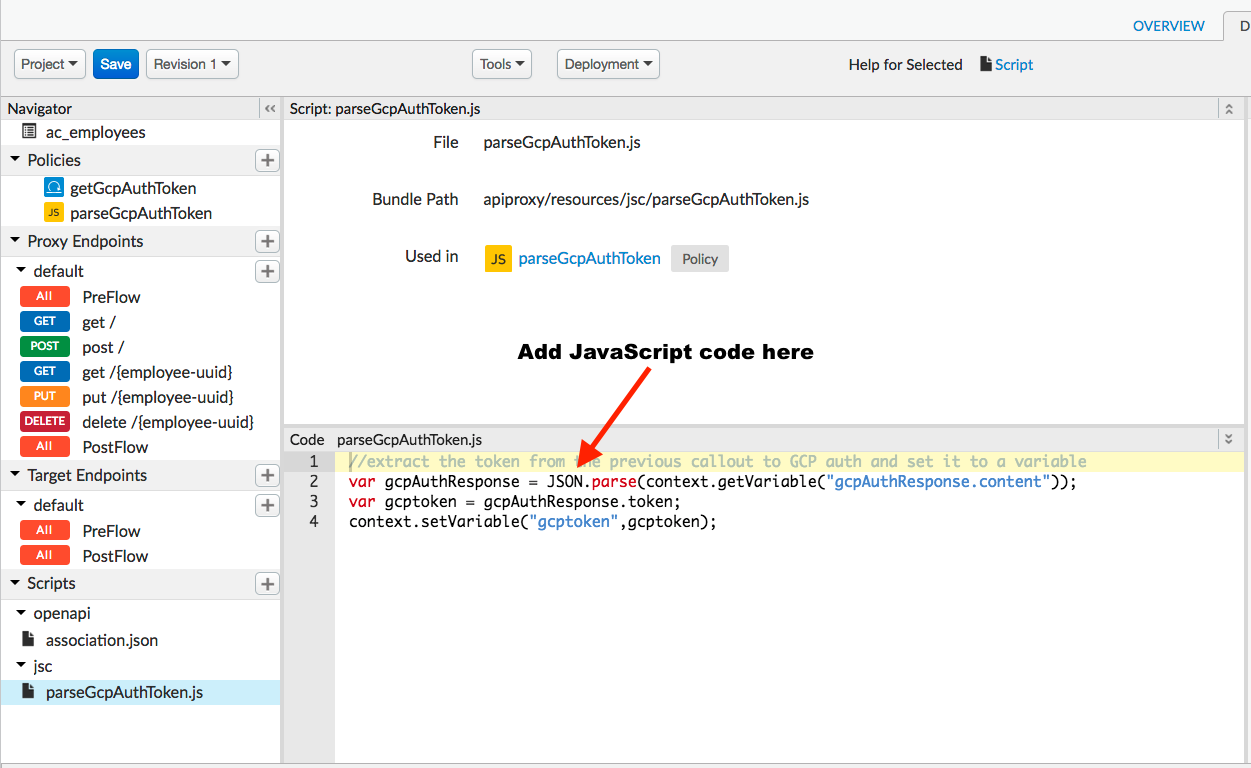 OVERVIEW D
Project Save Revision 1 Tools Deployment Help for Selected Script
Navigator
ac_employees
Policies
getGcpAuthToken
JS parseGcpAuthToken
Proxy Endpoints
default
All PreFlow
GET get /
POST post /
GET get /{employee-uuid}
PUT put /{employee-uuid}
DELETE delete /{employee-uuid}
All PostFlow
Target Endpoints
default
All PreFlow
All PostFlow
Scripts
openapi
association.json
jsc
parseGcpAuthToken.js
Script: parseGcpAuthToken.js
File parseGcpAuthToken.js
Bundle Path apiproxy/resources/jsc/parseGcpAuthToken.js
Used in JS parseGcpAuthToken Policy
Add JavaScript code here
Code parseGcpAuthToken.js
1 //extract the token from the previous callout to GCP auth and set it to a variable
2 var gcpAuthResponse = JSON.parse(context.getVariable("gcpAuthResponse.content"));
3 var gcptoken = gcpAuthResponse.token;
4 context.setVariable("gcptoken",gcptoken);